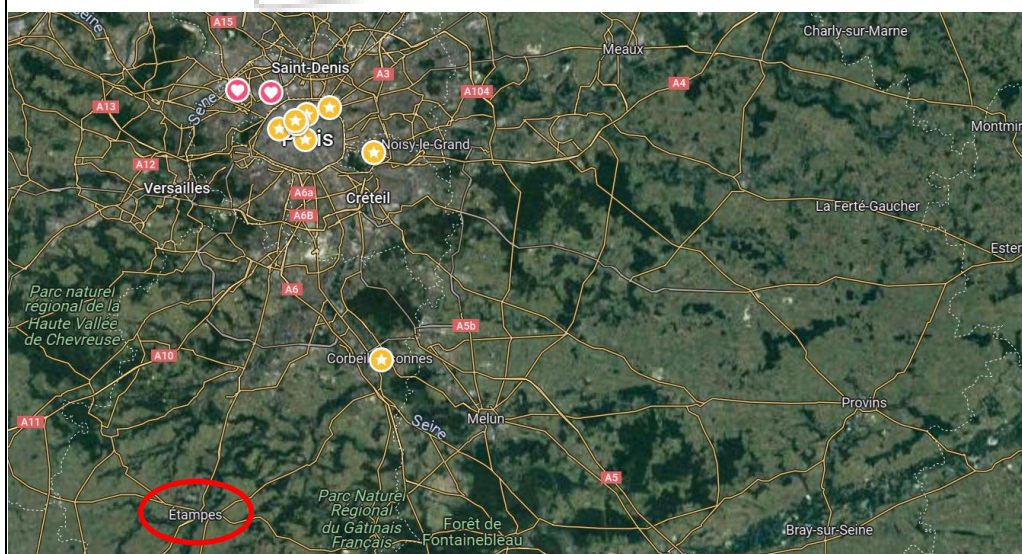 Seine
A15
Charly-sur-Marne
Meaux
Saint-Denis
A3
A4
A104
Seine
A13
Montmir
Paris
Noisy-le-Grand
A12
Versailles
A6a
Créteil
A6B
La Ferté-Gaucher
Ester
Parc naturel
régional de la
Haute Vallée
de Chevreuse
A6
A5b
A10
Corbeil-Essonnes
Provins
A11
Melun
Seine
A5
Parc Naturel
Régional
du Gâtinais
Français
Étampes
Forêt de
Fontainebleau
Bray-sur-Seine